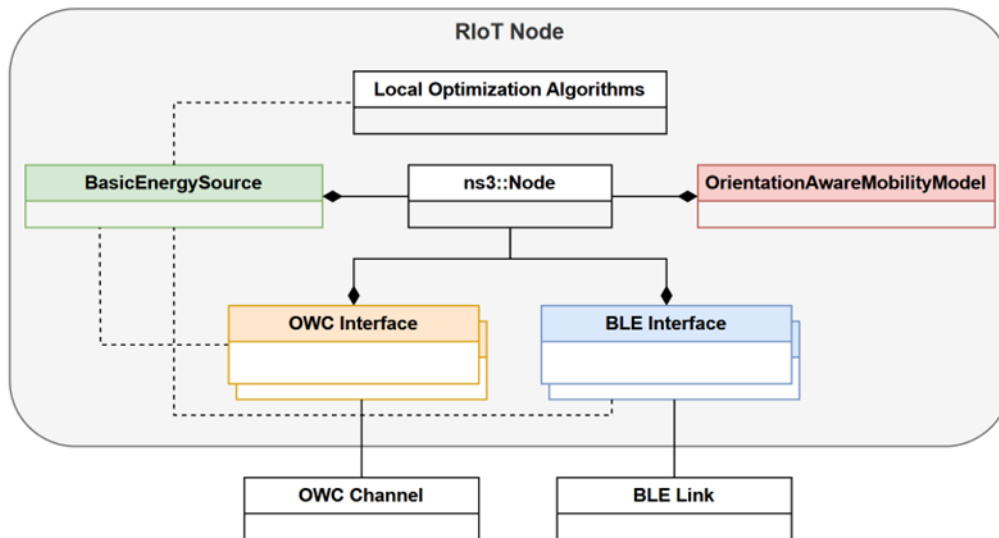 RIoT Node
Local Optimization Algorithms
BasicEnergySource
ns3::Node
OrientationAwareMobilityModel
OWC Interface
BLE Interface
OWC Channel
BLE Link